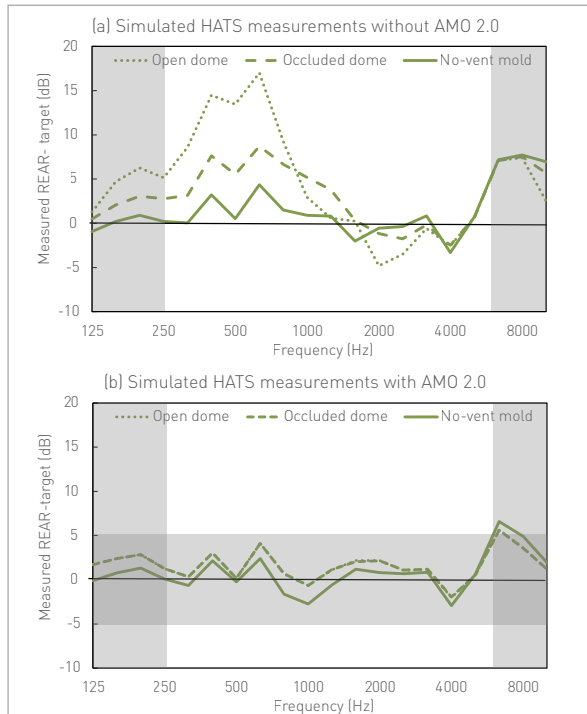 (a) Simulated HATS measurements without AMO 2.0
20
Open dome Occluded dome No-vent mold
15
10
5
0
-5
-10
Measured REAR- target (dB)
125 250 500 1000 2000 4000 8000
Frequency (Hz)
(b) Simulated HATS measurements with AMO 2.0
20
Open dome Occluded dome No-vent mold
15
10
5
0
-5
-10
Measured REAR-target (dB)
125 250 500 1000 2000 4000 8000
Frequency (Hz)